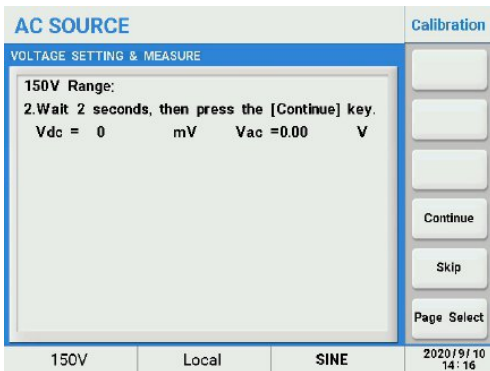 AC SOURCE
Calibration
VOLTAGE SETTING & MEASURE
150V Range:
2.Wait 2 seconds, then press the [Continue] key.
Vdc = 0 mV Vac =0.00 V
Continue
Skip
Page Select
150V Local SINE 2020/9/10
14:16